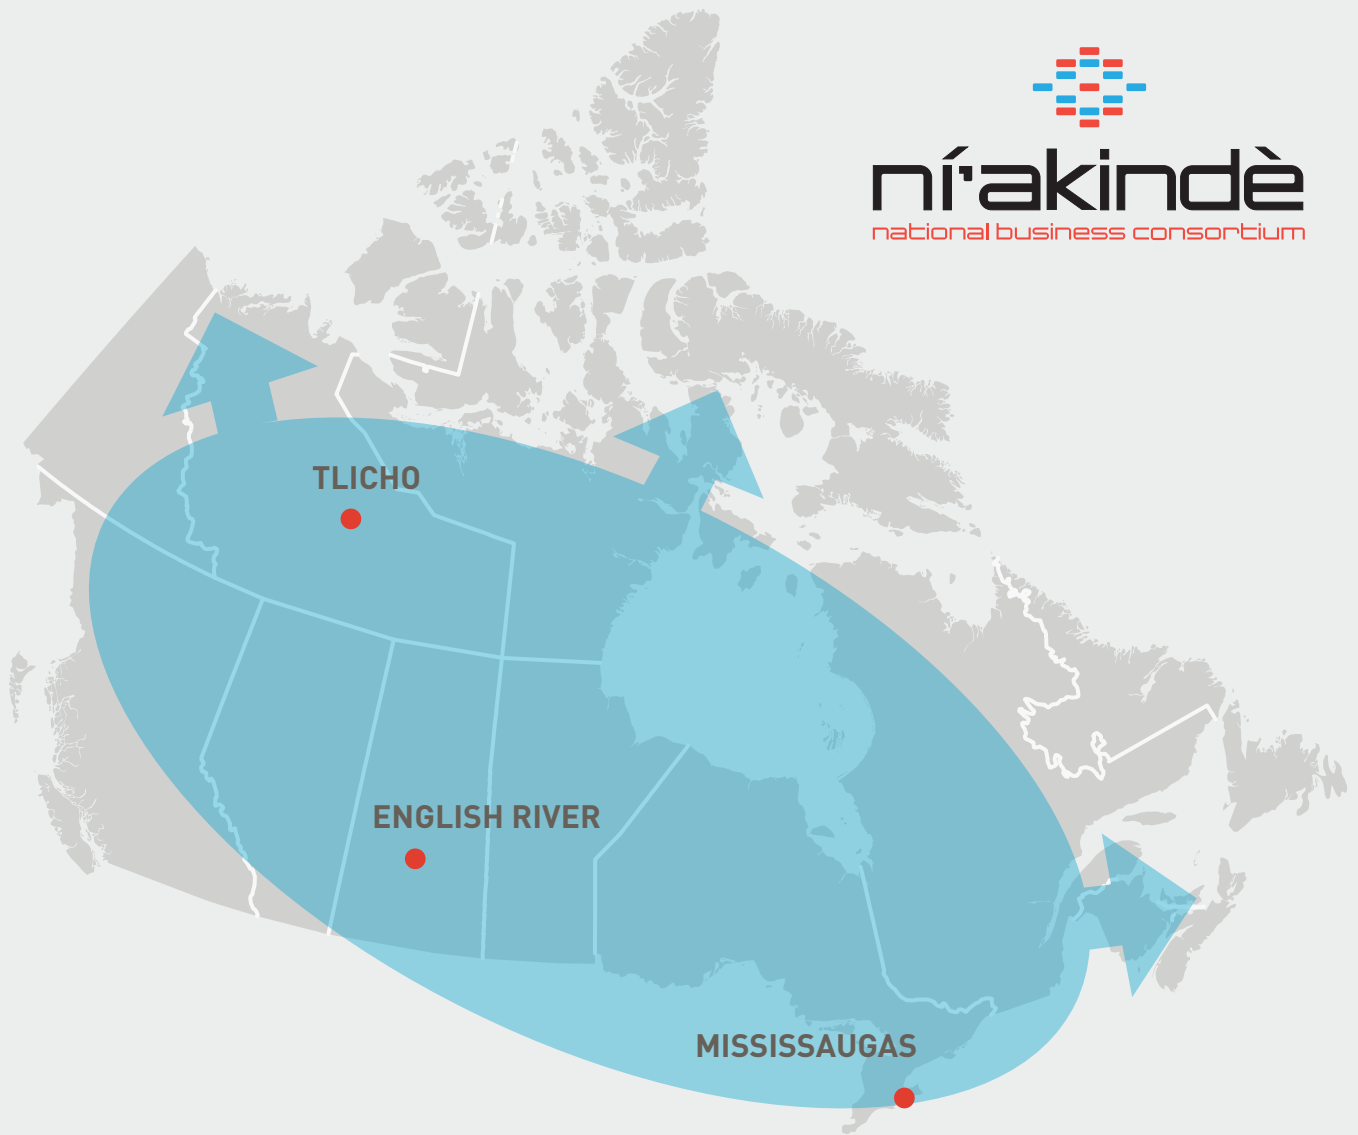 ní'akindè
national business consortium
TLICHO
ENGLISH RIVER
MISSISSAUGAS